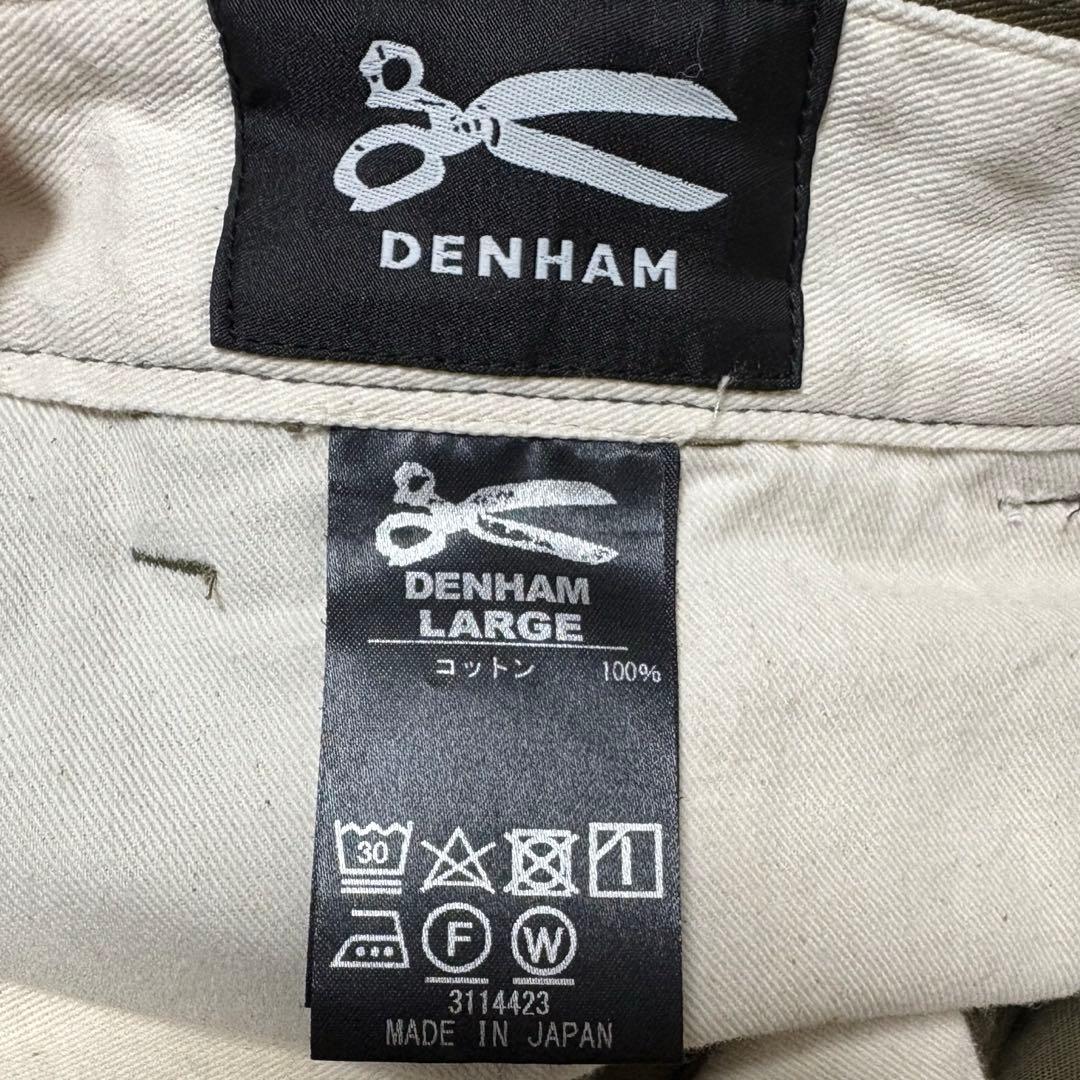 DENHAM
DENHAM
LARGE
コットン 100%
30
F W
3114423
MADE IN JAPAN